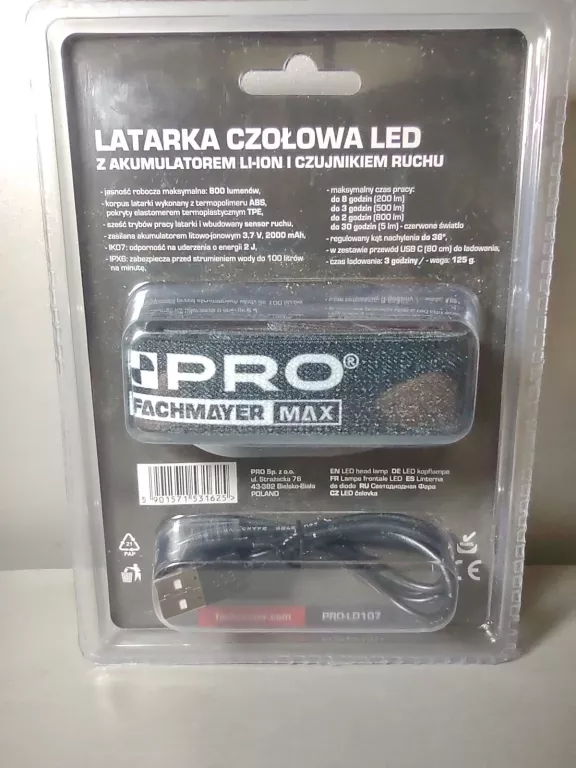 LATARKA CZOŁOWA LED
Z AKUMULATOREM LI-ION I CZUJNIKIEM RUCHU
- jasność robocza maksymalna: 800 lumenów,
- korpus latarki wykonany z termopolimeru ABS,
pokryty elastomerem termoplastycznym TPE,
- sześć trybów pracy latarki i wbudowany sensor ruchu,
- zasilana akumulatorem litowo-jonowym 3,7 V, 2000 mAh,
- IK07: odporność na uderzenia o energii 2 J,
- IPX6: zabezpiecza przed strumieniem wody do 100 litrów
na minutę,
- maksymalny czas pracy:
do 8 godzin (200 lm)
do 3 godzin (500 lm)
do 2 godzin (800 lm)
do 30 godzin (5 lm) - czerwone światło
- regulowany kąt nachylenia do 36°,
- w zestawie przewód USB C (80 cm) do ładowania,
- czas ładowania: 3 godziny / - waga: 125 g.
PRO®
FACHMAYER MAX
5 901571 531625
PRO Sp. z o.o.
ul. Strażacka 76
43-382 Bielsko-Biała
POLAND
EN LED head lamp DE LED kopflampe
FR Lampe frontale LED ES Linterna
de diodo RU Светодиодная Фара
CZ LED čelovka
21
PAP
CE
PRO-LD107